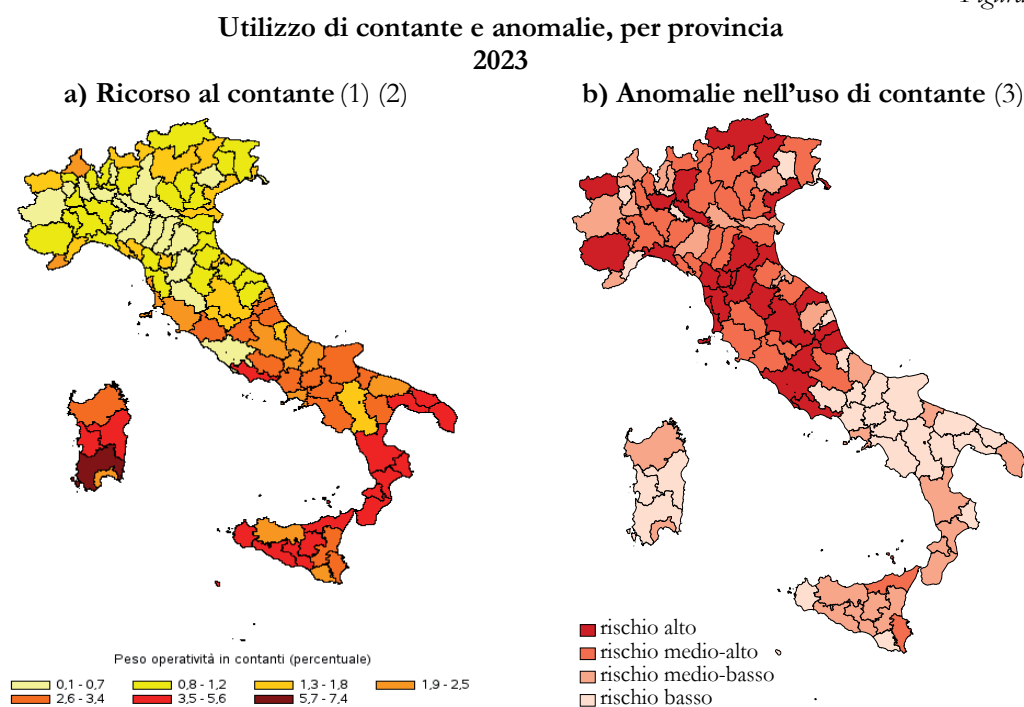 Utilizzo di contante e anomalie, per provincia
2023
a) Ricorso al contante (1) (2)
b) Anomalie nell'uso di contante (3)
Peso operatività in contanti (percentuale)
0,1 - 0,7 0,8 - 1,2 1,3 - 1,8 1,9 - 2,5
2,6 - 3,4 3,5 - 5,6 5,7 - 7,4
rischio alto
rischio medio-alto
rischio medio-basso
rischio basso